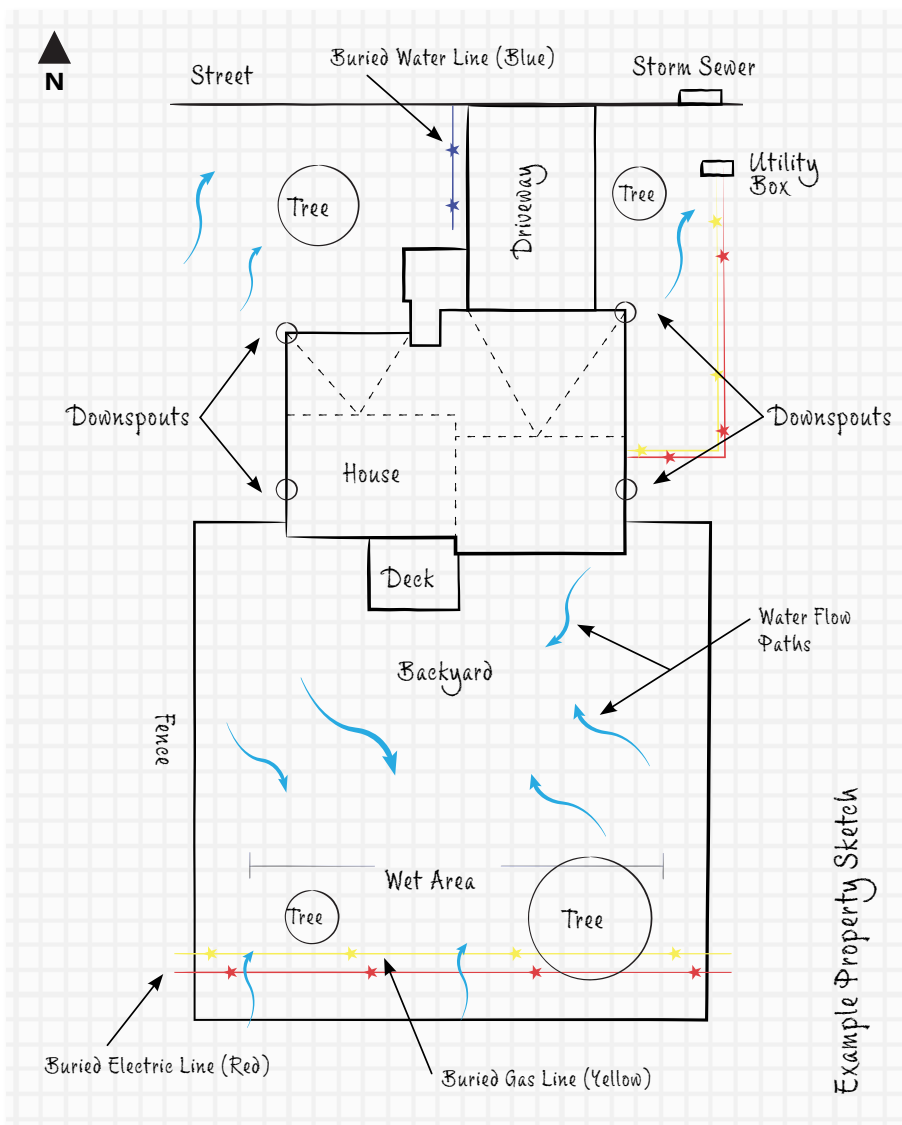 N
Street
Buried Water Line (Blue)
Storm Sewer
Utility
Box
Tree
Driveway
Tree
Downspouts
Downspouts
House
Deck
Water Flow
Paths
Backyard
Fence
Wet Area
Tree
Tree
Buried Electric Line (Red)
Buried Gas Line (Yellow)
Example Property Sketch